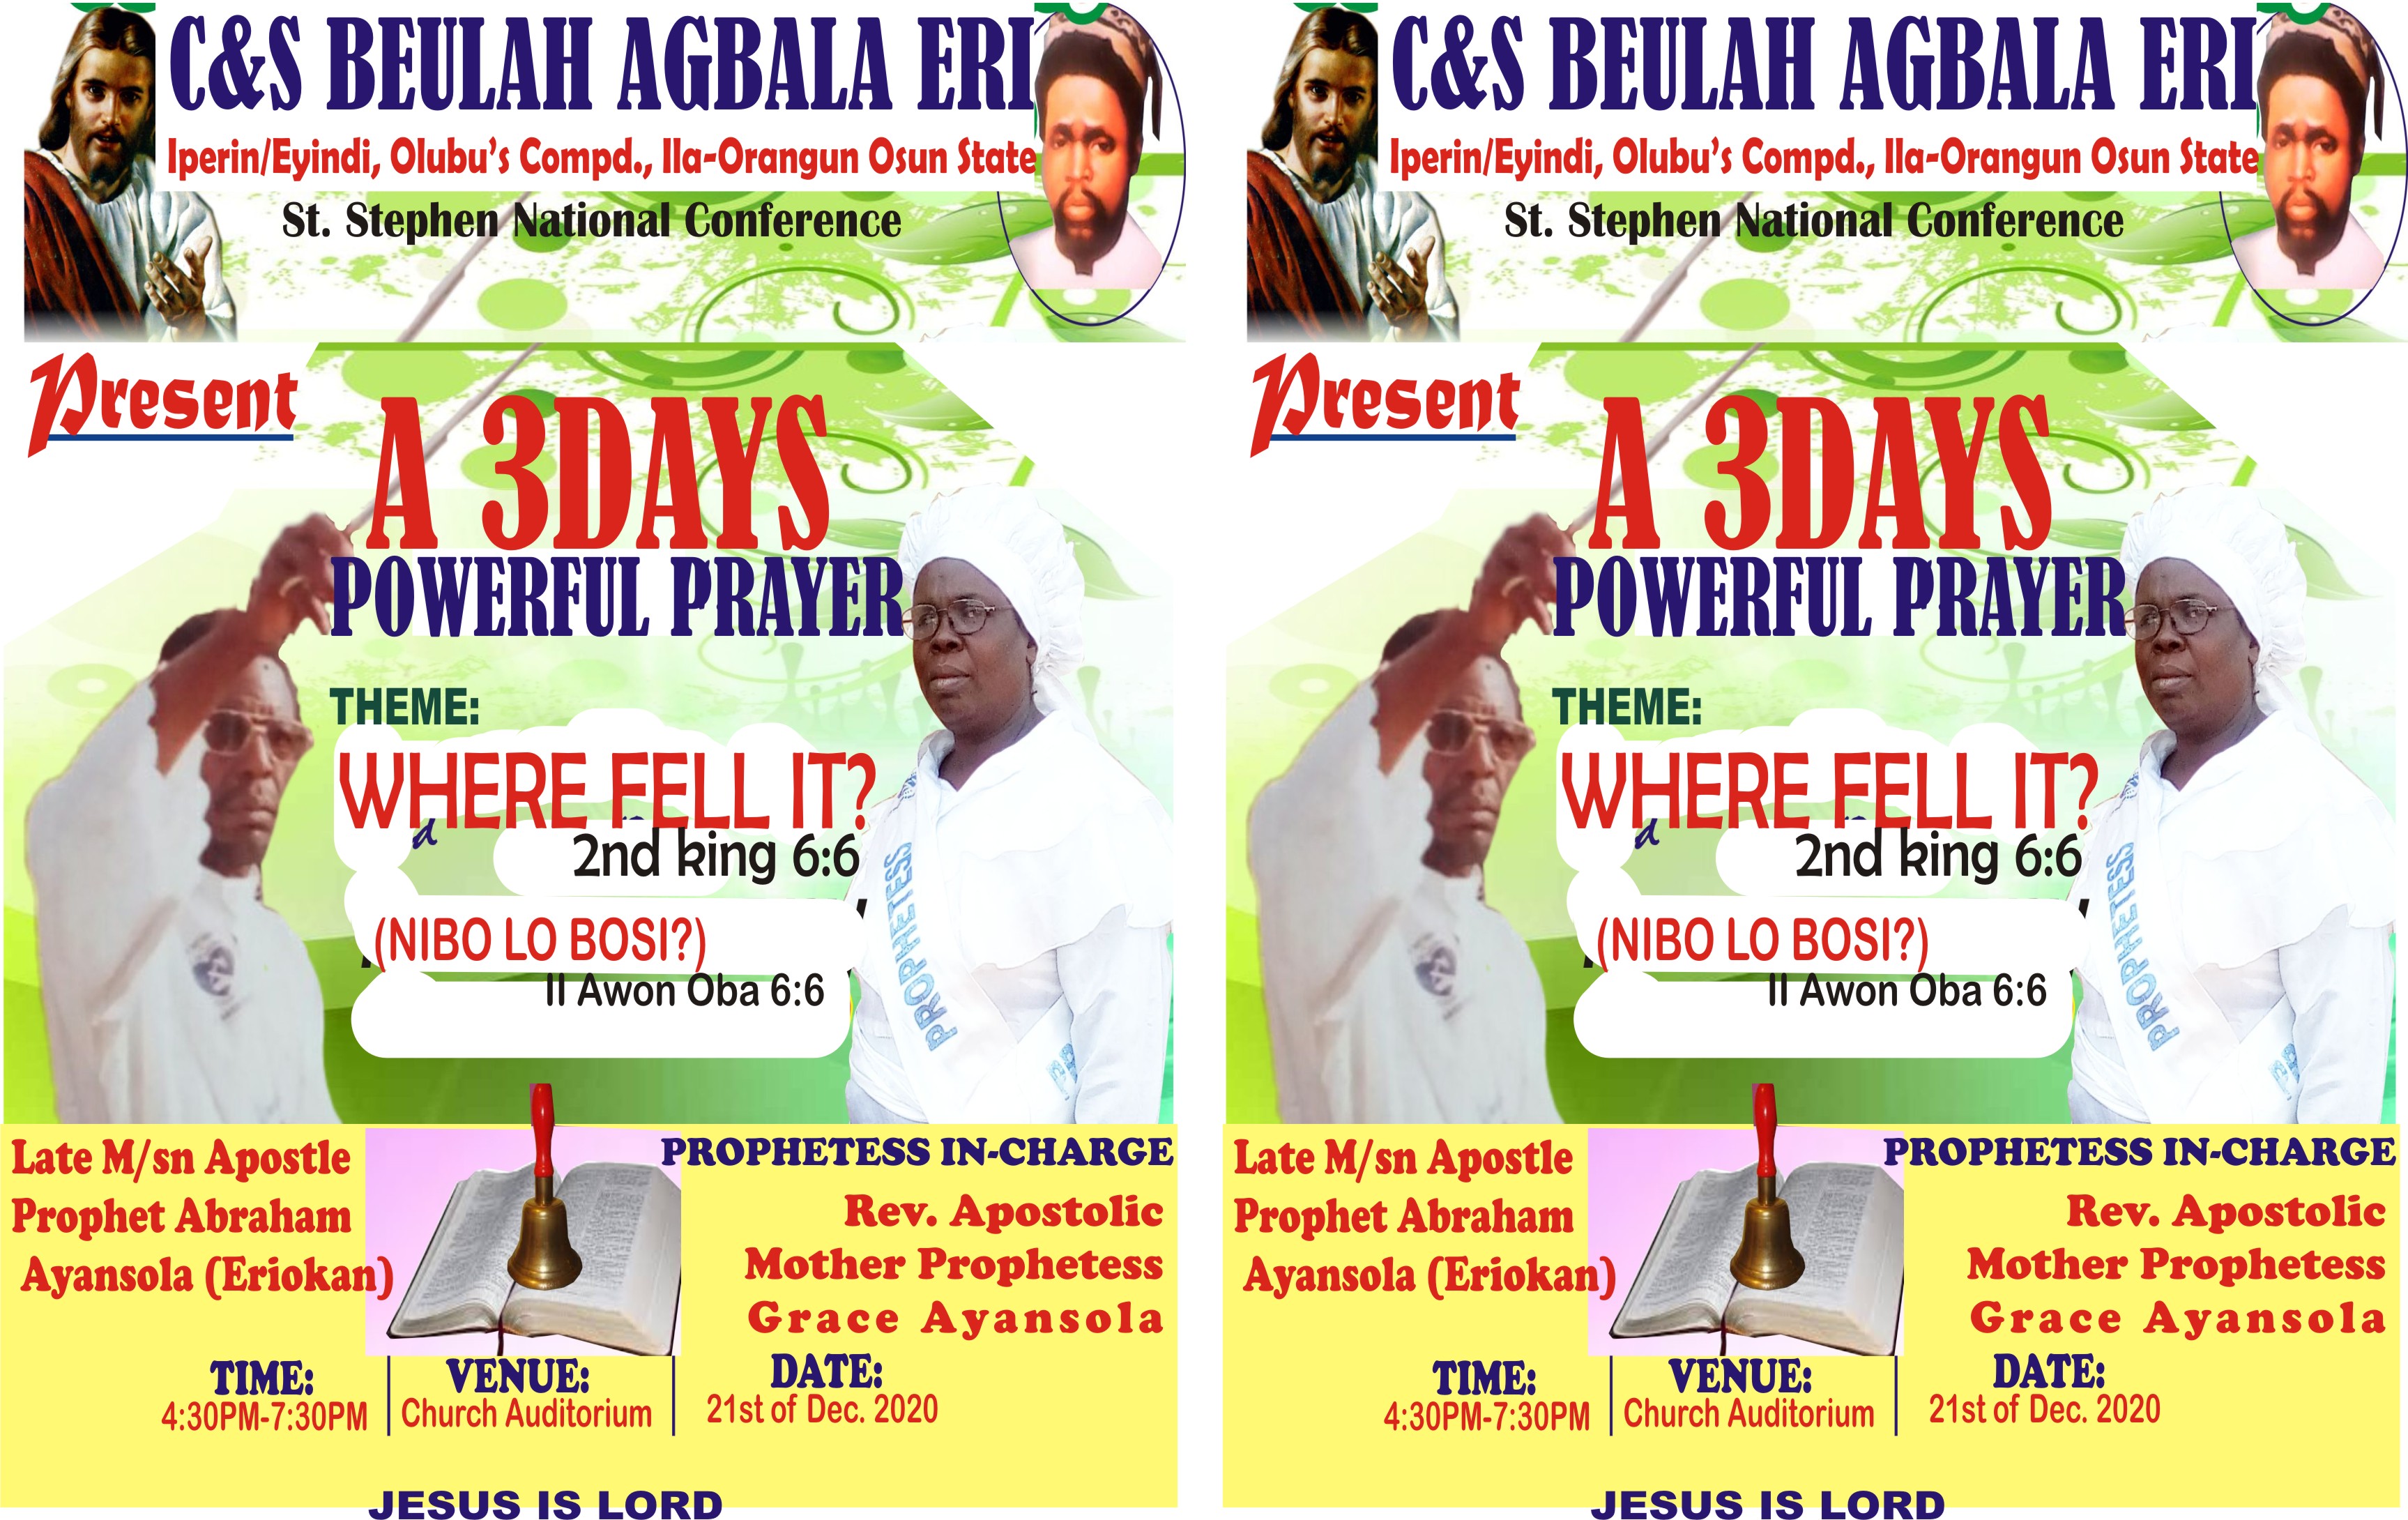 C&S BEULAH AGBALA ERI
Iperin/Eyindi, Olubu's Compd., Ila-Orangun Osun State
St. Stephen National Conference
Present
A 3DAYS
POWERFUL PRAYER
THEME:
WHERE FELL IT?
d
2nd king 6:6
(NIBO LO BOSI?)
II Awon Oba 6:6
PROPHETESS
Late M/sn Apostle
Prophet Abraham
Ayansola (Eriokan)
PROPHETESS IN-CHARGE
Rev. Apostolic
Mother Prophetess
Grace Ayansola
TIME:
4:30PM-7:30PM
VENUE:
Church Auditorium
DATE:
21st of Dec. 2020
JESUS IS LORD
C&S BEULAH AGBALA ERI
Iperin/Eyindi, Olubu's Compd., Ila-Orangun Osun State
St. Stephen National Conference
Present
A 3DAYS
POWERFUL PRAYER
THEME:
WHERE FELL IT?
d
2nd king 6:6
(NIBO LO BOSI?)
II Awon Oba 6:6
PROPHETESS
Late M/sn Apostle
Prophet Abraham
Ayansola (Eriokan)
PROPHETESS IN-CHARGE
Rev. Apostolic
Mother Prophetess
Grace Ayansola
TIME:
4:30PM-7:30PM
VENUE:
Church Auditorium
DATE:
21st of Dec. 2020
JESUS IS LORD